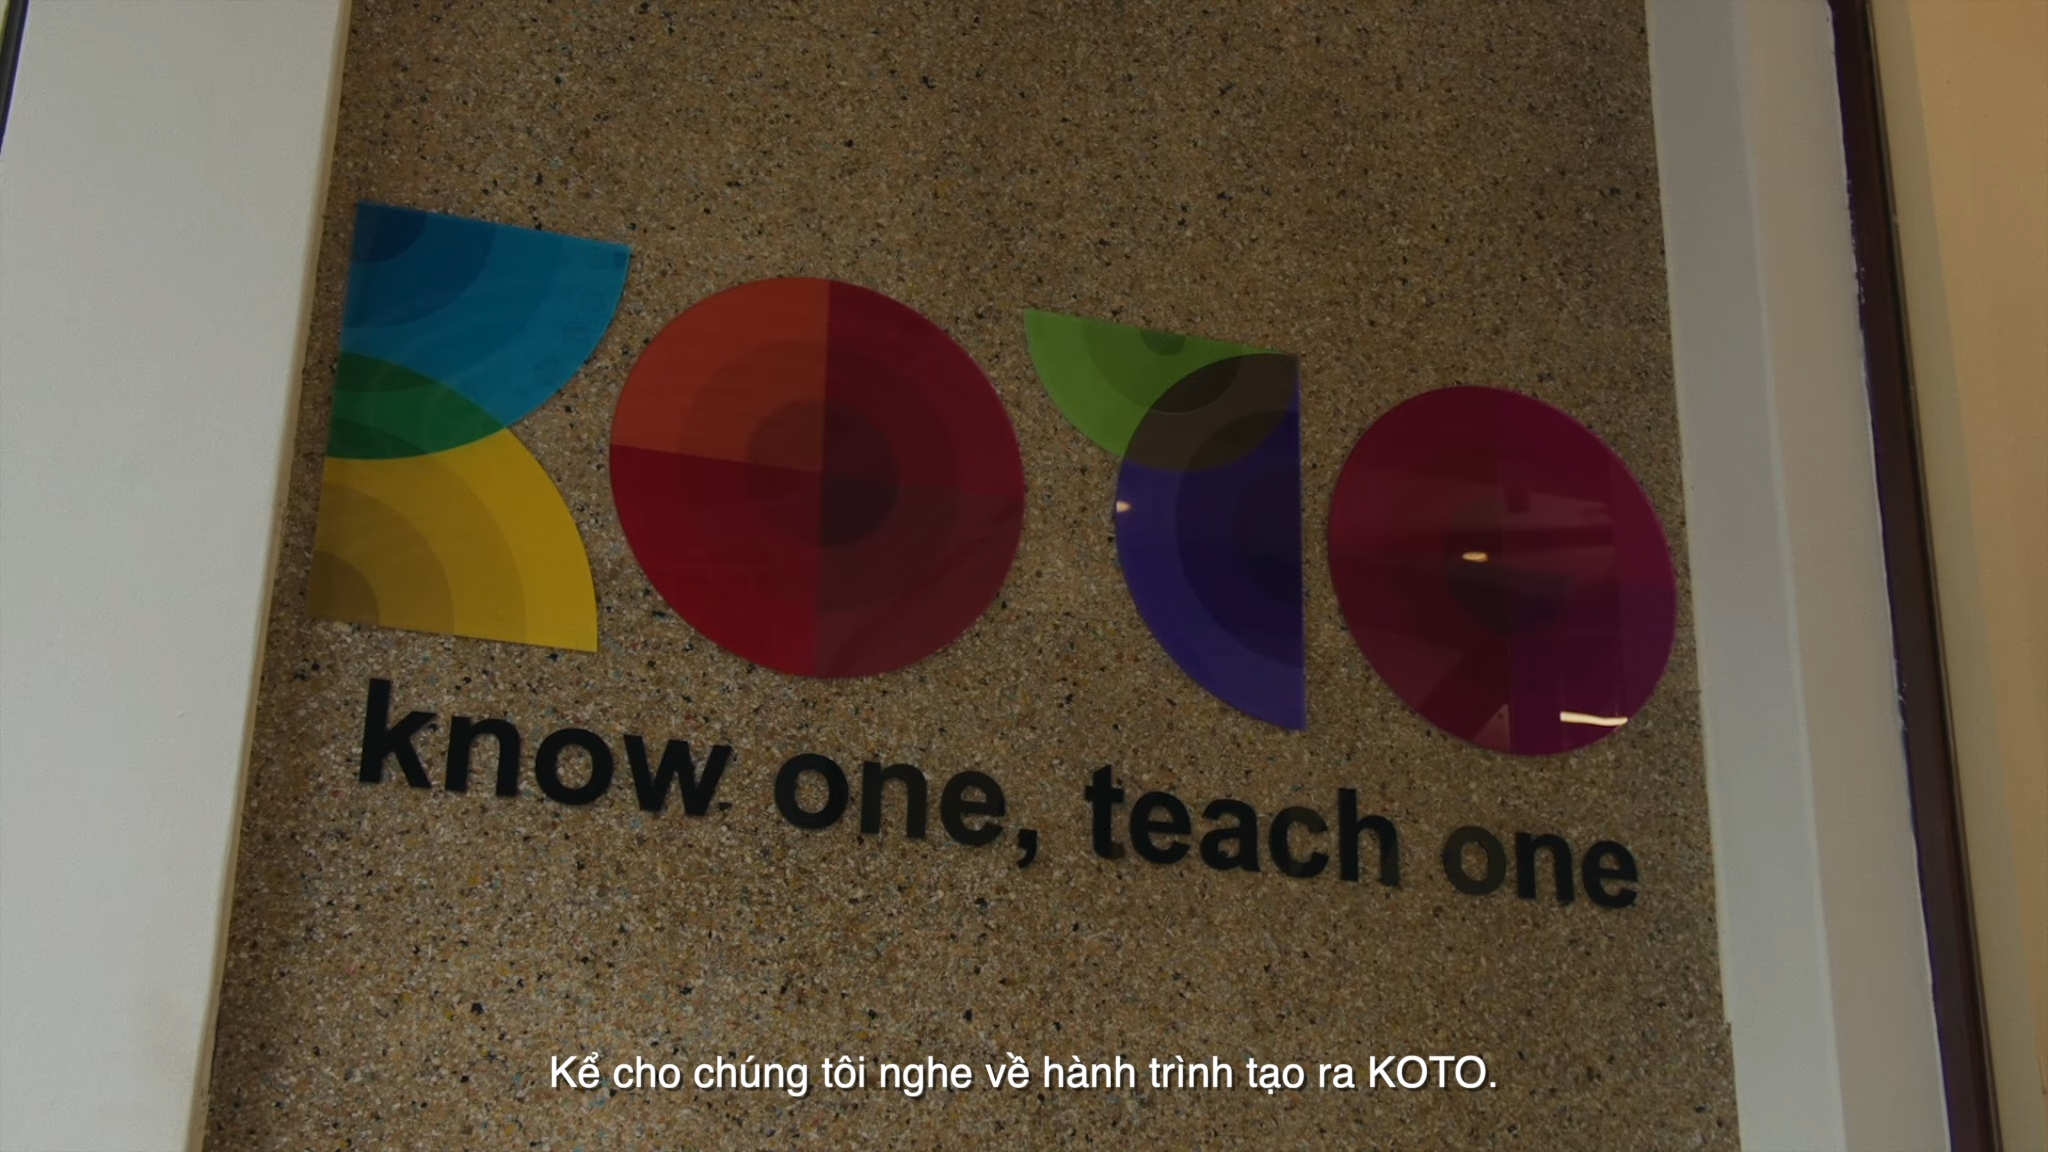 KOTO
know one, teach one
Kể cho chúng tôi nghe về hành trình tạo ra KOTO.